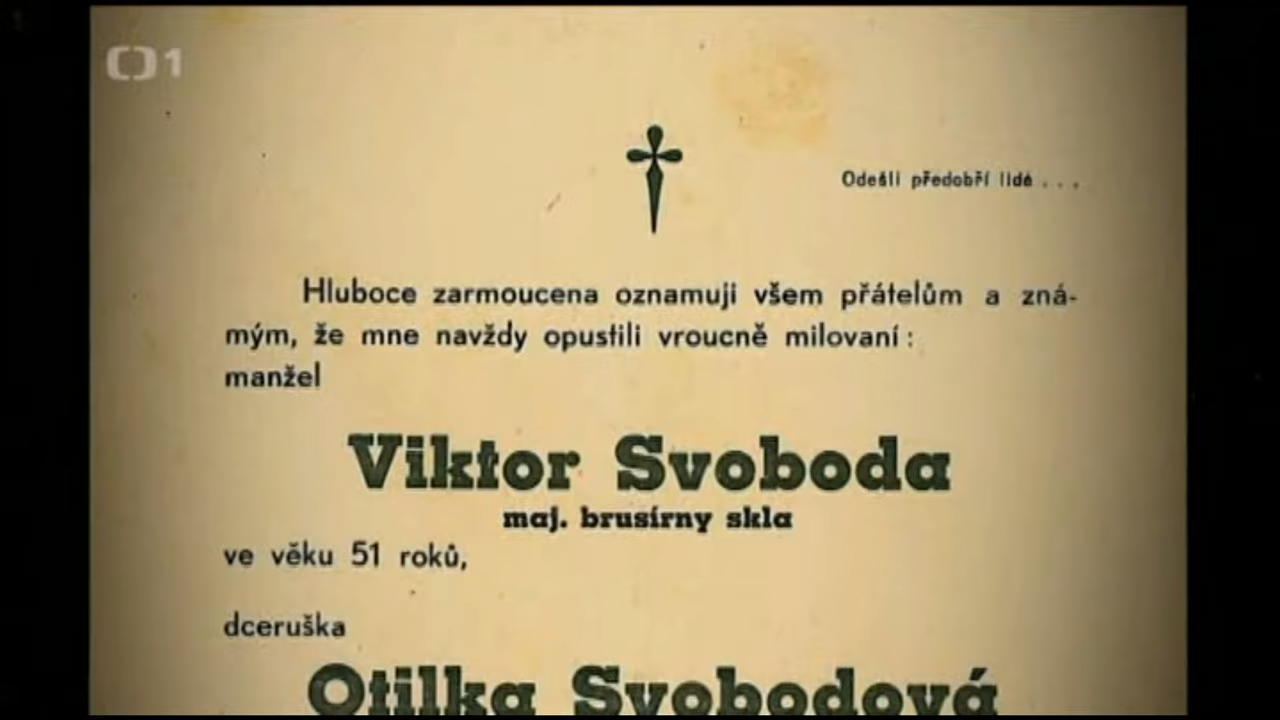 1
Odešli předobří lidé . . .
Hluboce zarmoucena oznamuji všem přátelům a zná-
mým, že mne navždy opustili vroucně milovaní :
manžel
Viktor Svoboda
maj. brusírny skla
ve věku 51 roků,
dceruška
Otilka Svobodová